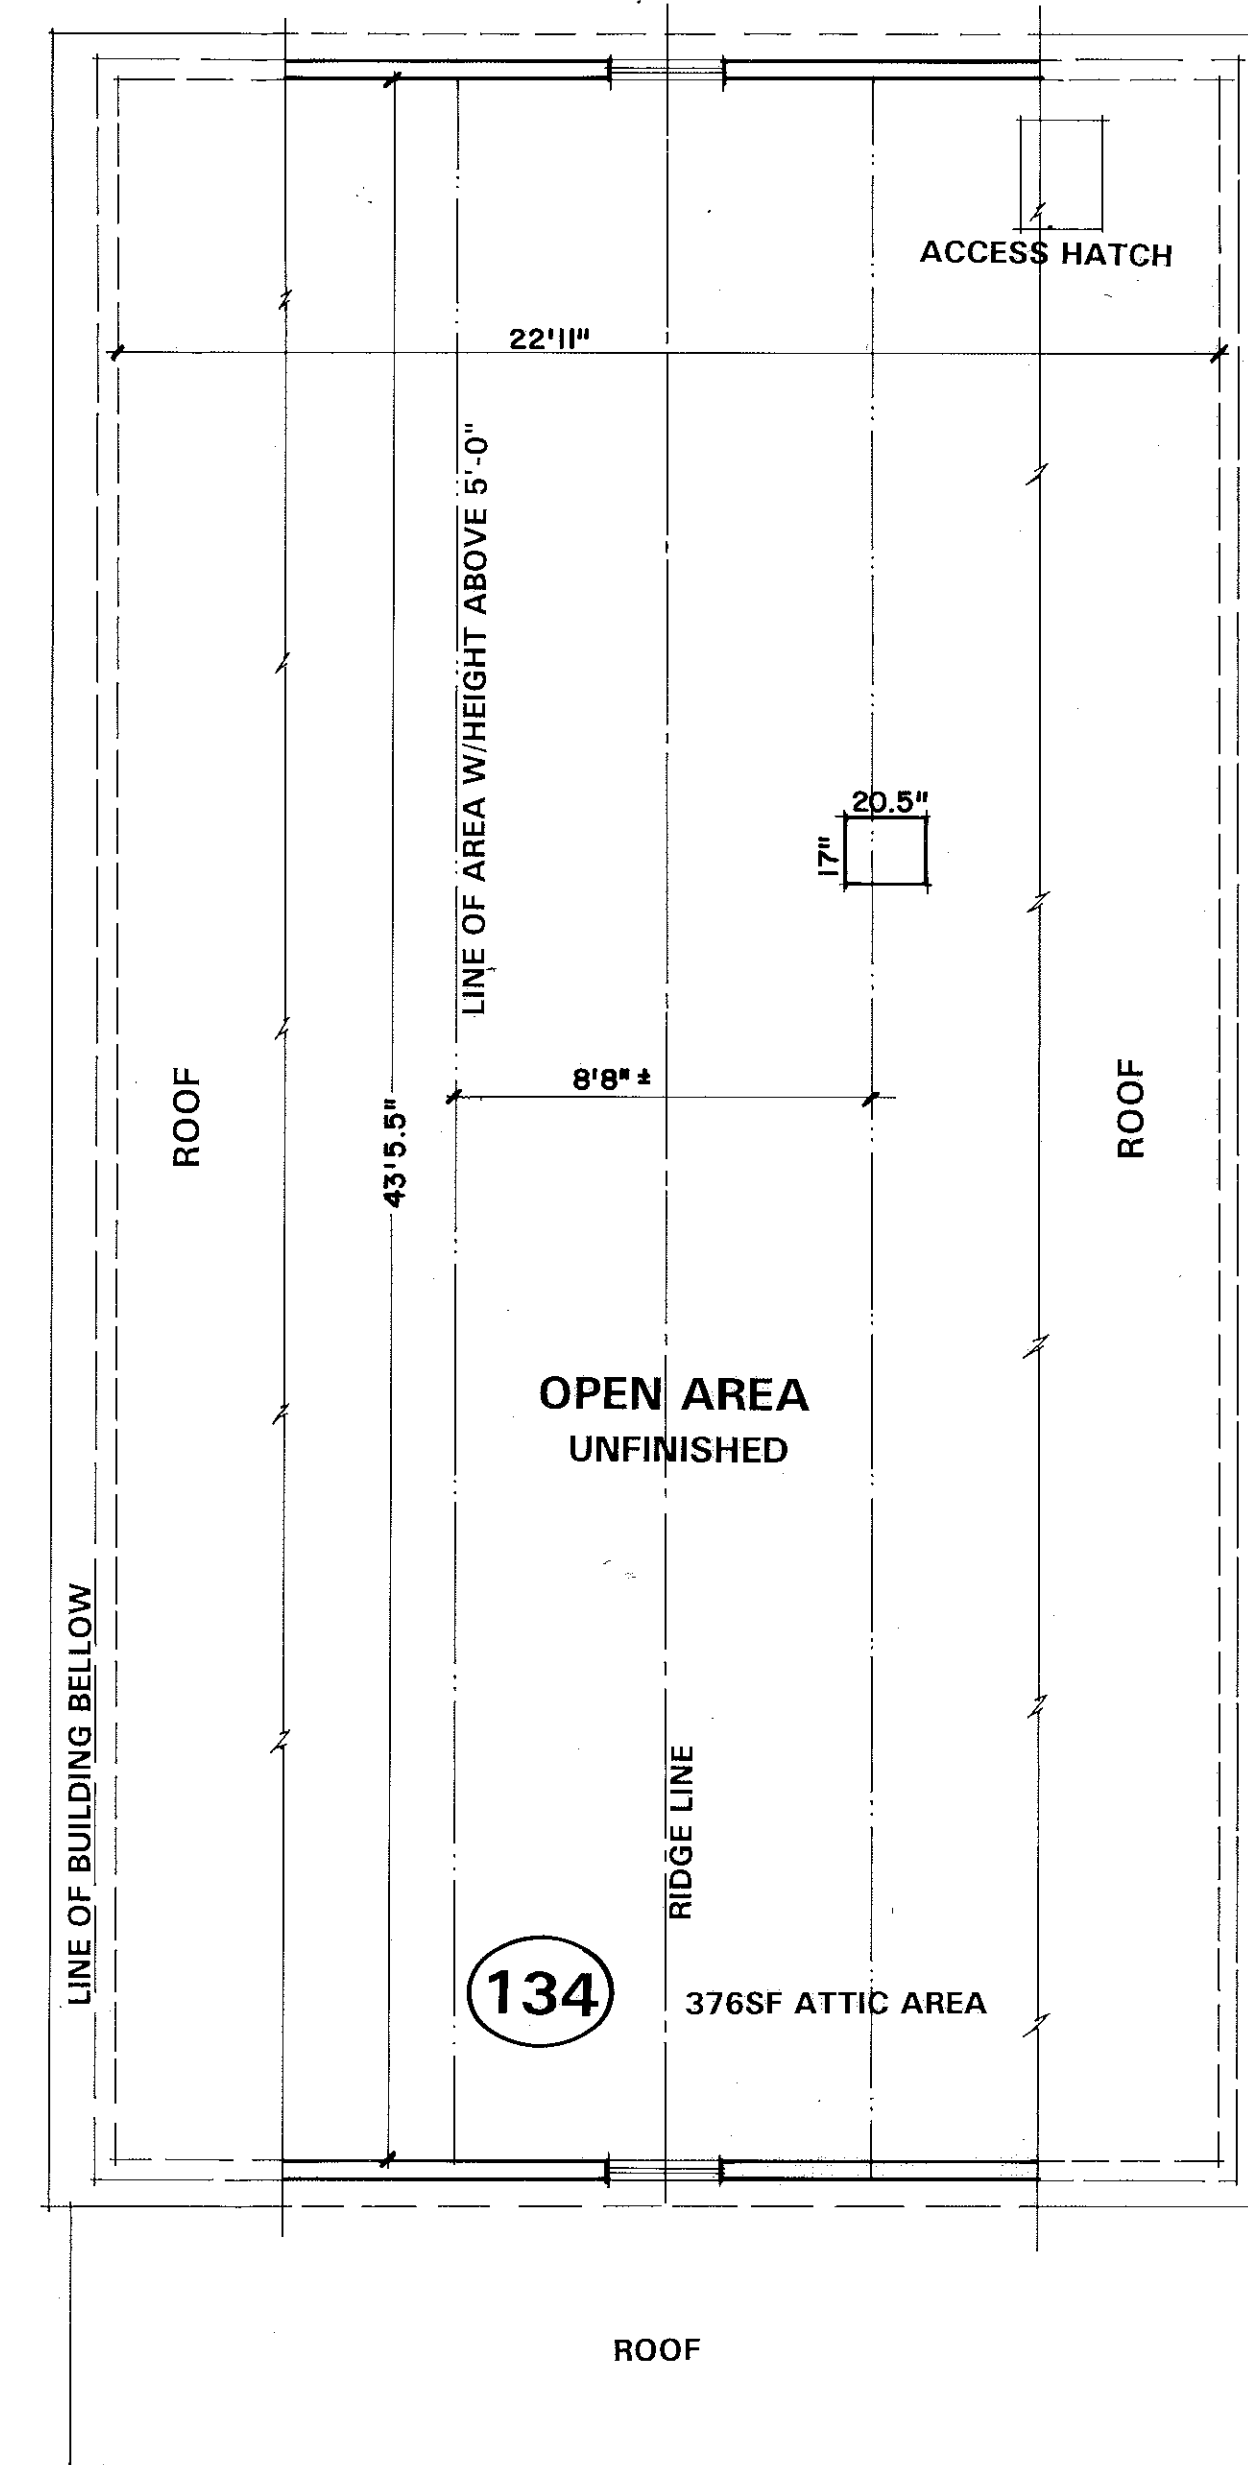 ACCESS HATCH
22'11"
LINE OF AREA W/HEIGHT ABOVE 5'-0"
20.5"
17"
8'8" ±
43'5.5"
ROOF
ROOF
OPEN AREA
UNFINISHED
LINE OF BUILDING BELLOW
RIDGE LINE
134
376SF ATTIC AREA
ROOF